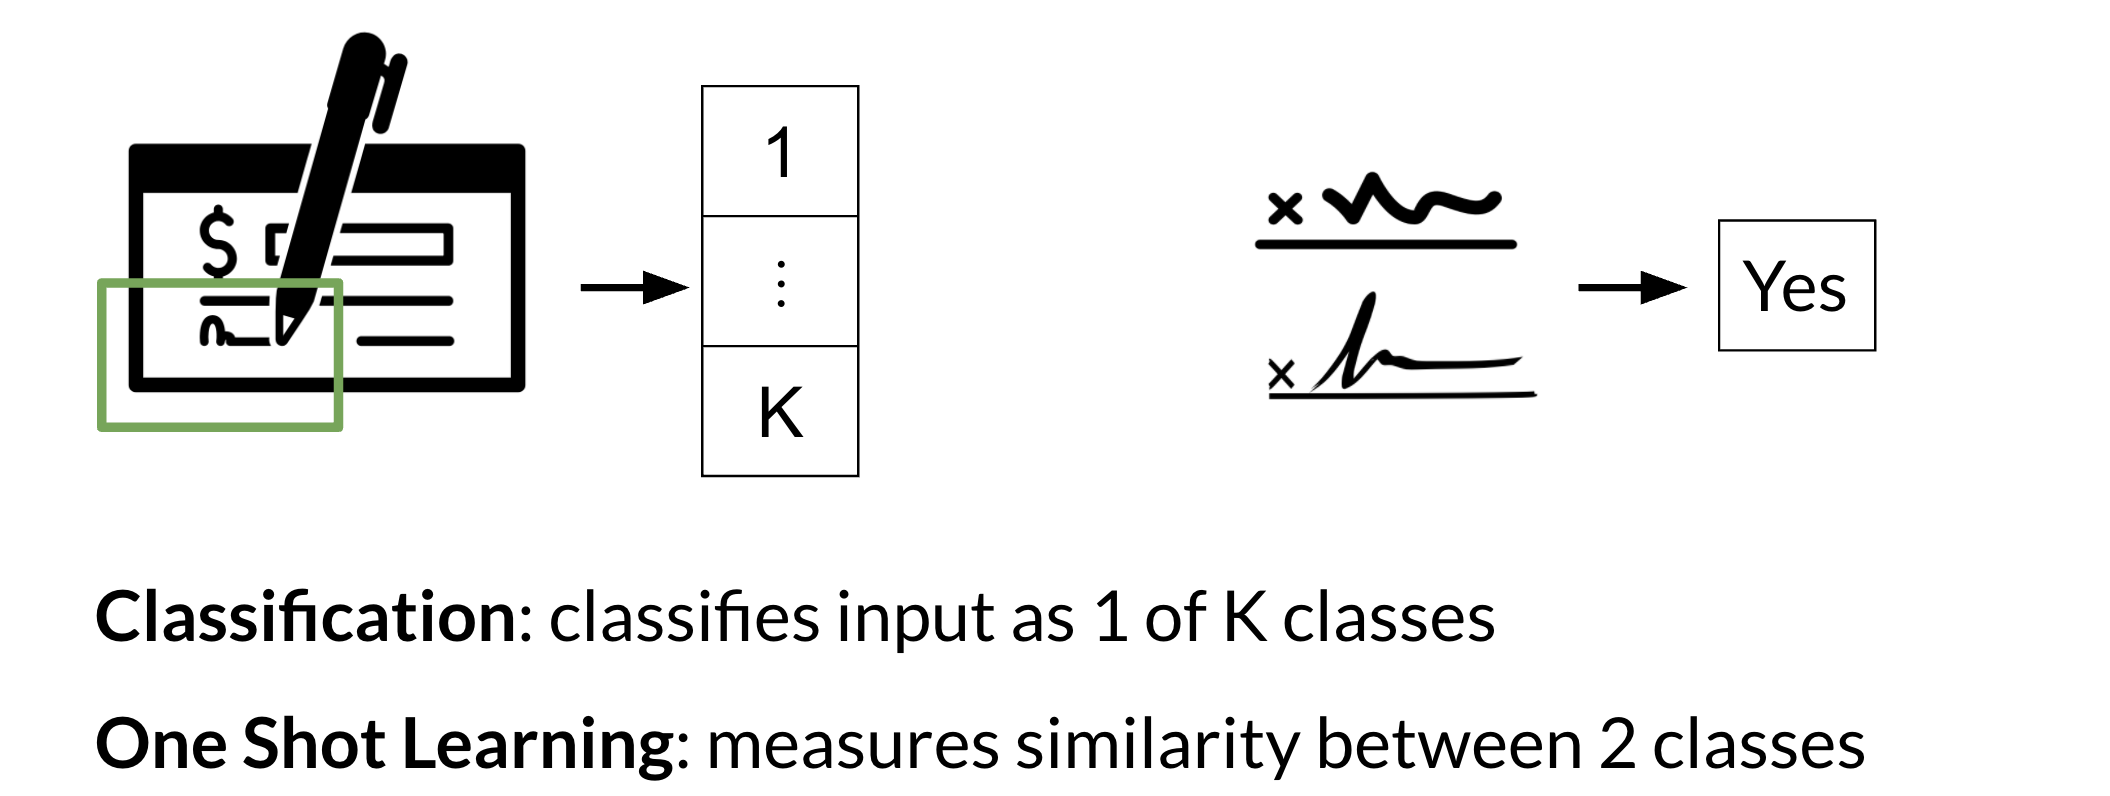 $
1
⋮
K
×
×
Yes
Classification: classifies input as 1 of K classes
One Shot Learning: measures similarity between 2 classes